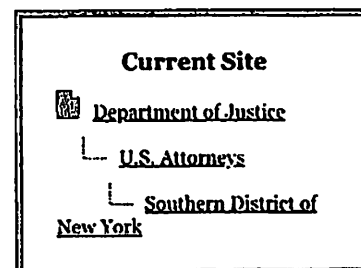 Current Site
Department of Justice
U.S. Attorneys
Southern District of
New York